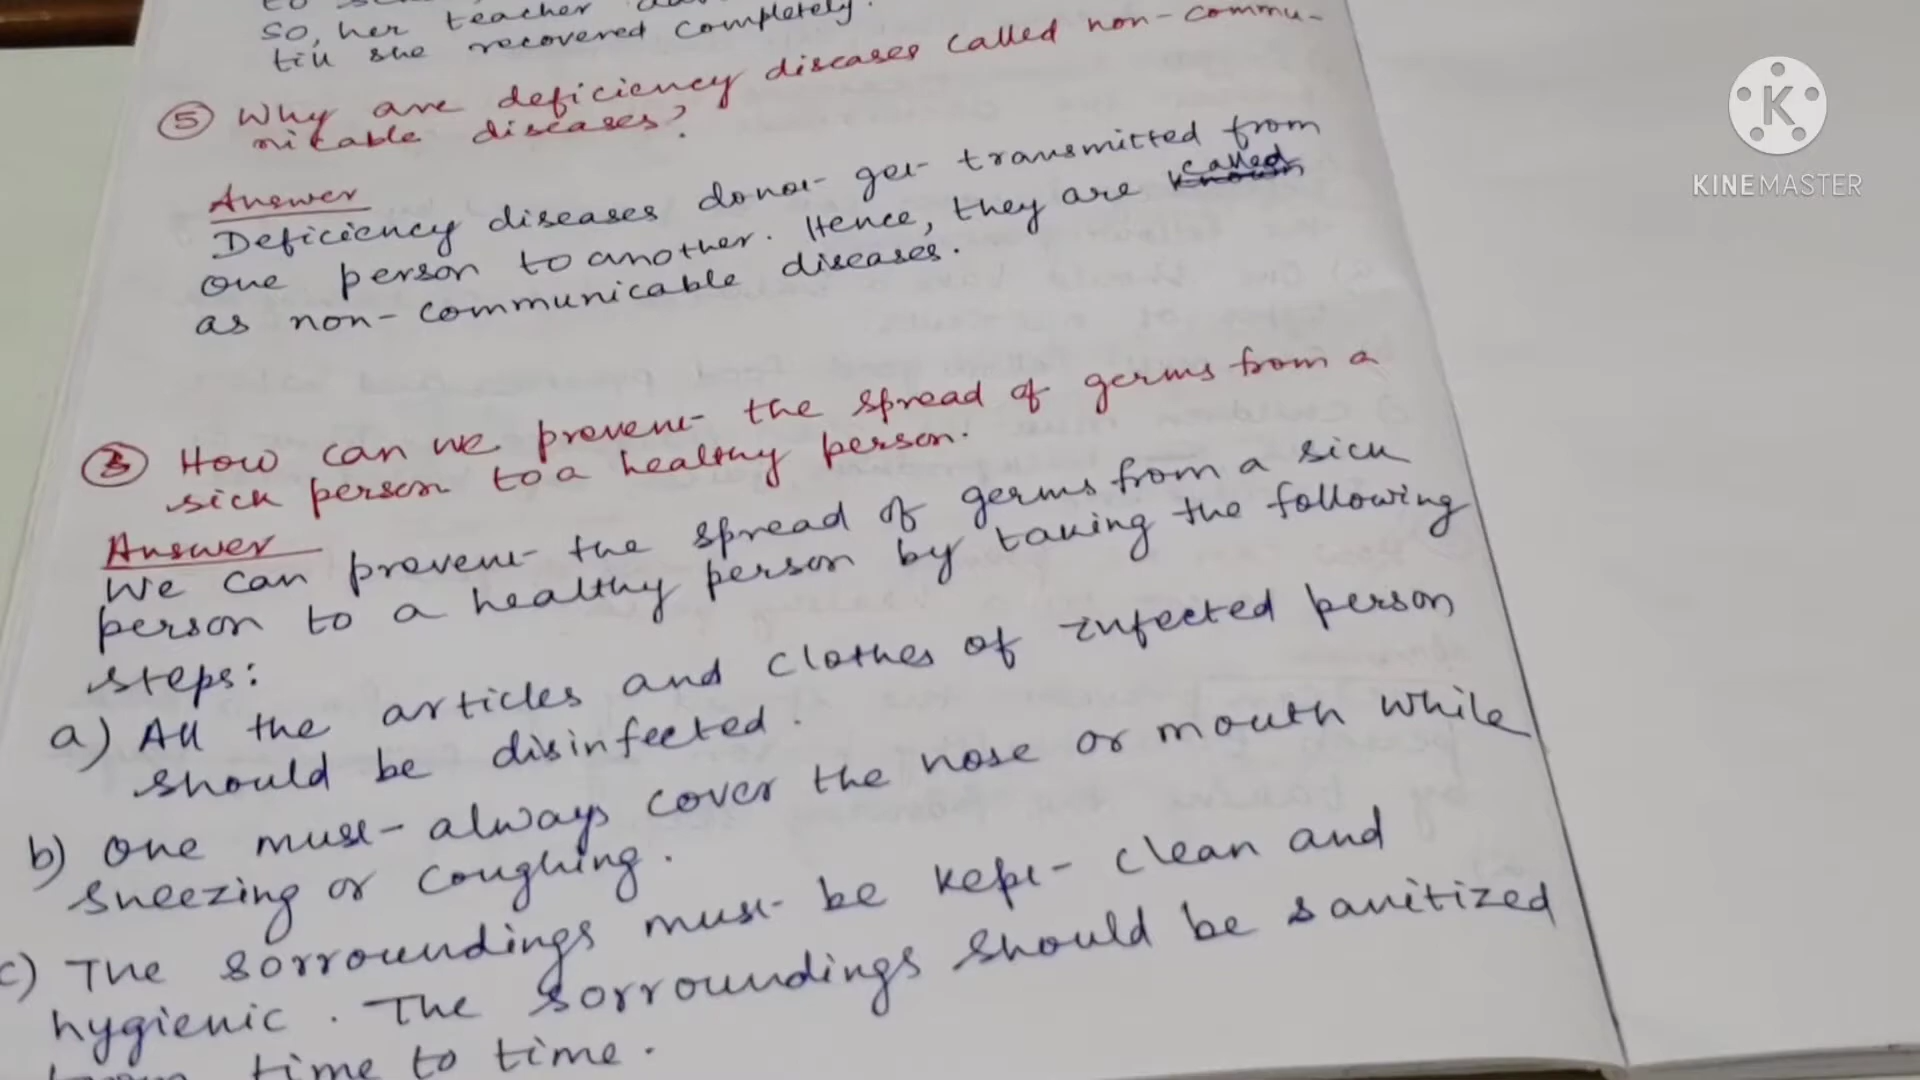 so, her teacher
till she recovered completely.
⑤ Why are deficiency diseases called non-commu-
nicable diseases?
Answer
Deficiency diseases donot get transmitted from
one person to another. Hence, they are called
as non-communicable diseases.
③ How can we prevent the spread of germs from a
sick person to a healthy person.
Answer
We can prevent the spread of germs from a sick
person to a healthy person by taking the following
steps:
a) All the articles and clothes of infected person
should be disinfected.
b) One must always cover the nose or mouth while
sneezing or coughing.
c) The sorroundings must be kept clean and
hygienic. The sorroundings should be sanitized
time to time.
K
KINEMASTER